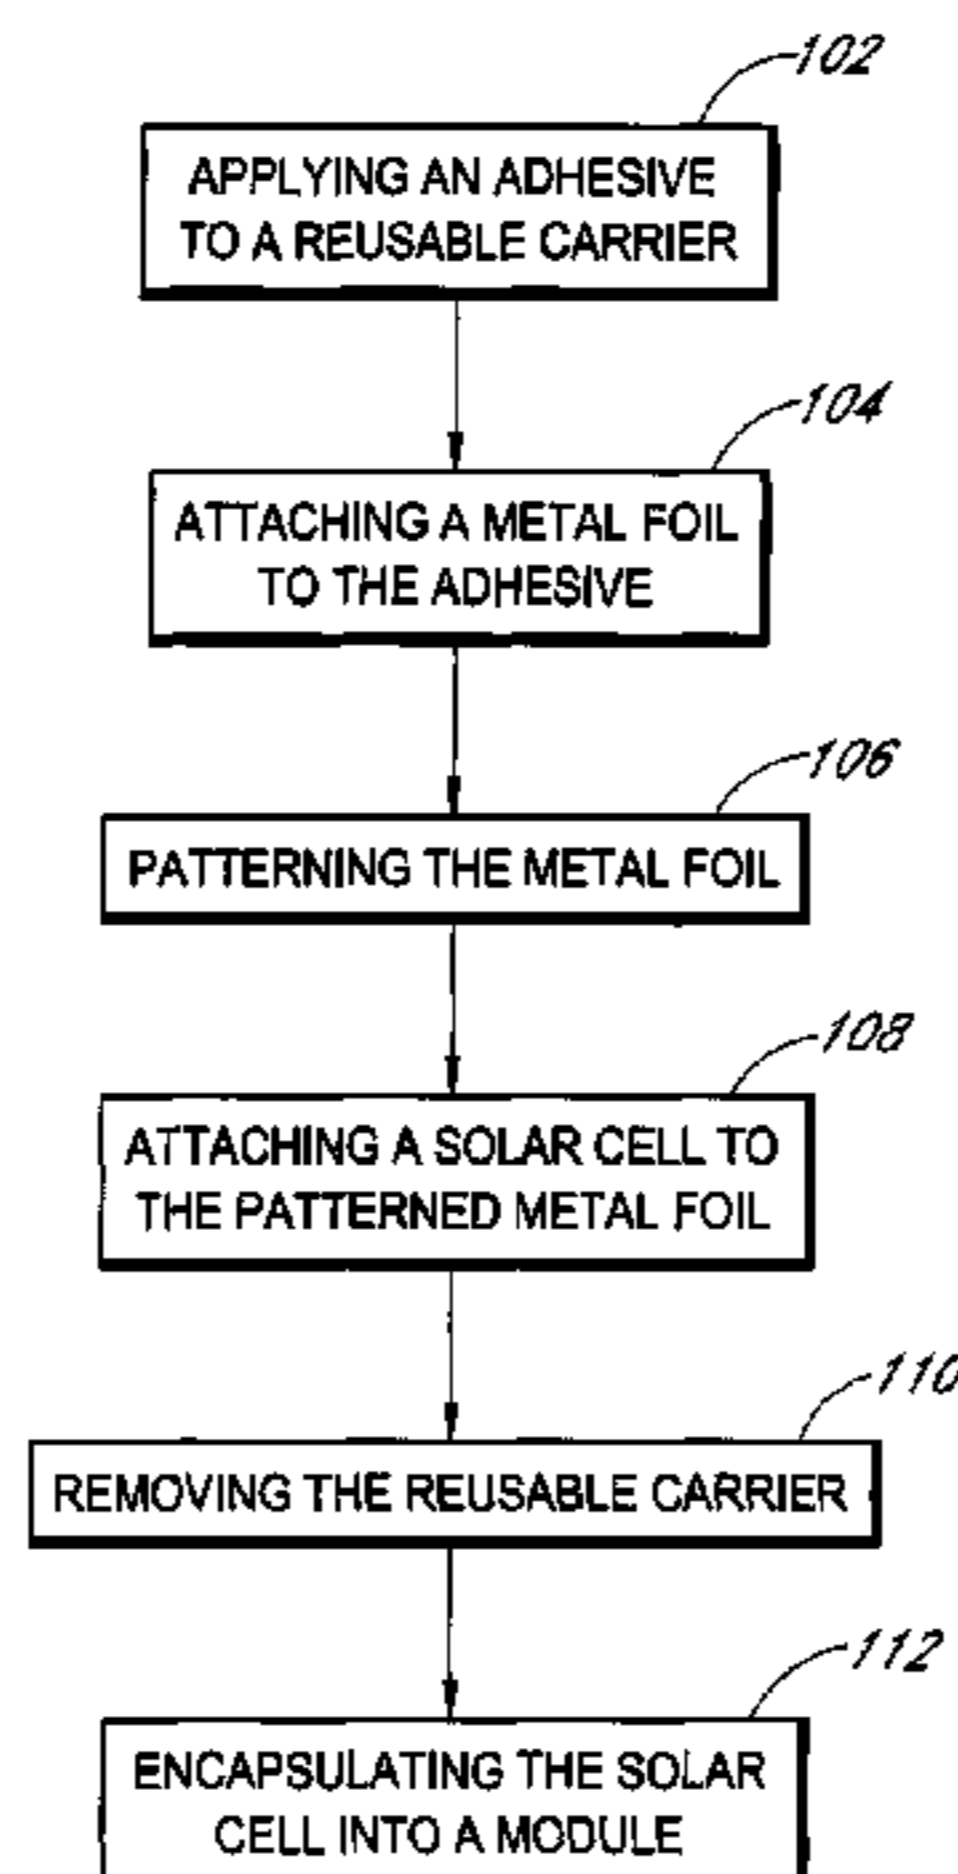 102
APPLYING AN ADHESIVE
TO A REUSABLE CARRIER
104
ATTACHING A METAL FOIL
TO THE ADHESIVE
106
PATTERNING THE METAL FOIL
108
ATTACHING A SOLAR CELL TO
THE PATTERNED METAL FOIL
110
REMOVING THE REUSABLE CARRIER
112
ENCAPSULATING THE SOLAR
CELL INTO A MODULE